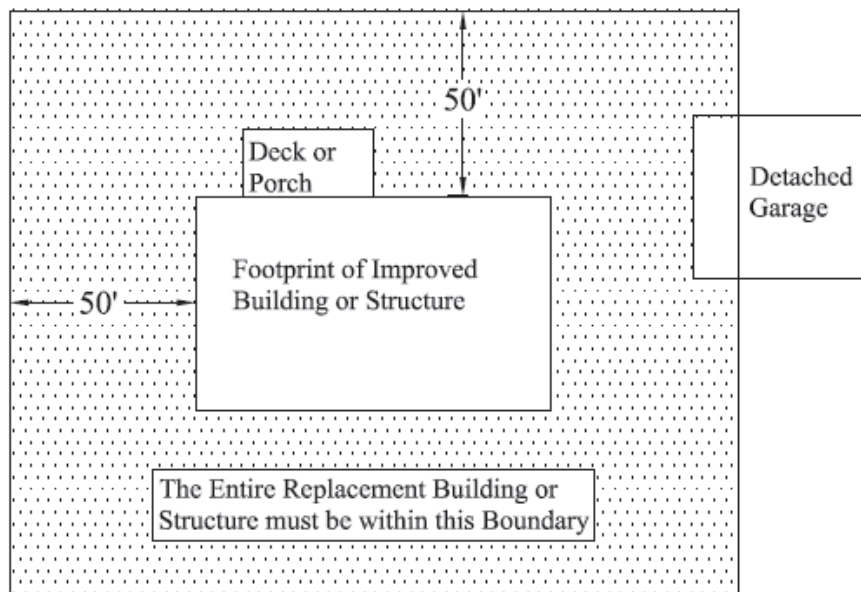 50'
Deck or
Porch
Detached
Garage
Footprint of Improved
Building or Structure
50'
The Entire Replacement Building or
Structure must be within this Boundary